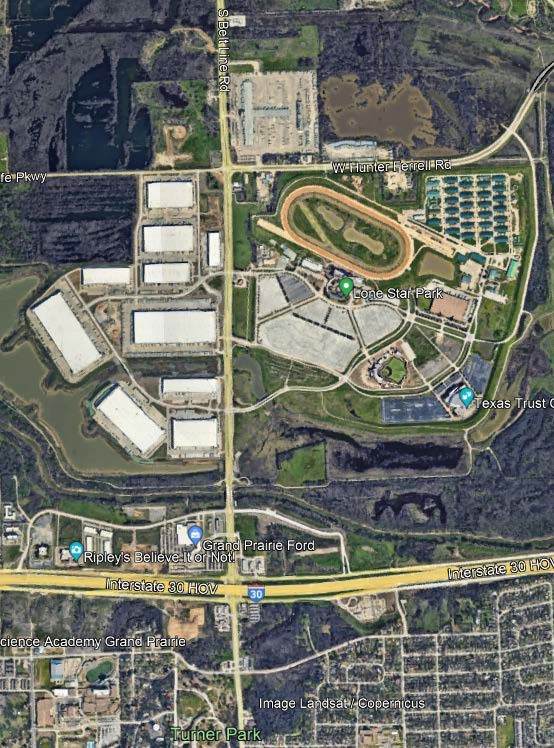 S Belt Line Rd
W Hunter Ferrell Rd
fe Pkwy
Lone Star Park
Texas Trust C
Grand Prairie Ford
Ripley's Believe It or Not!
Interstate 30 HOV
Interstate 30 HOV
30
cience Academy Grand Prairie
Image Landsat / Copernicus
Turner Park